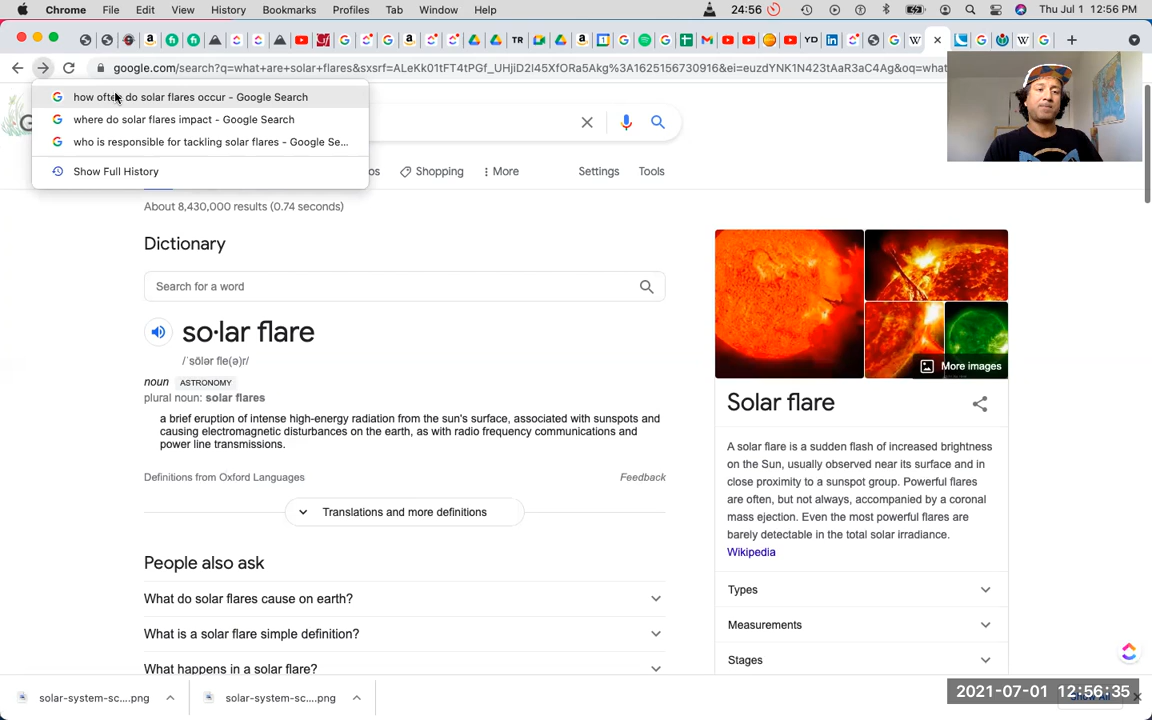 Chrome File Edit View History Bookmarks Profiles Tab Window Help 24:56 Thu Jul 1 12:56 PM
TR YD
google.com/search?q=what+are+solar+flares&sxsrf=ALeKk01tFT4tPGf_UHjiD2I45XfORa5Akg%3A1625156730916&ei=euzdYNK1N423tAaR3aC4Ag&oq=what
how often do solar flares occur - Google Search
where do solar flares impact - Google Search
who is responsible for tackling solar flares - Google Se...
Show Full History
Shopping More Settings Tools
About 8,430,000 results (0.74 seconds)
Dictionary
Search for a word
so·lar flare
/ˈsōlər fle(ə)r/
noun ASTRONOMY
plural noun: solar flares
a brief eruption of intense high-energy radiation from the sun's surface, associated with sunspots and
causing electromagnetic disturbances on the earth, as with radio frequency communications and
power line transmissions.
Definitions from Oxford Languages Feedback
Translations and more definitions
People also ask
What do solar flares cause on earth?
What is a solar flare simple definition?
What happens in a solar flare?
More images
Solar flare
A solar flare is a sudden flash of increased brightness
on the Sun, usually observed near its surface and in
close proximity to a sunspot group. Powerful flares
are often, but not always, accompanied by a coronal
mass ejection. Even the most powerful flares are
barely detectable in the total solar irradiance.
Wikipedia
Types
Measurements
Stages
solar-system-sc....png
solar-system-sc....png
2021-07-01 12:56:35